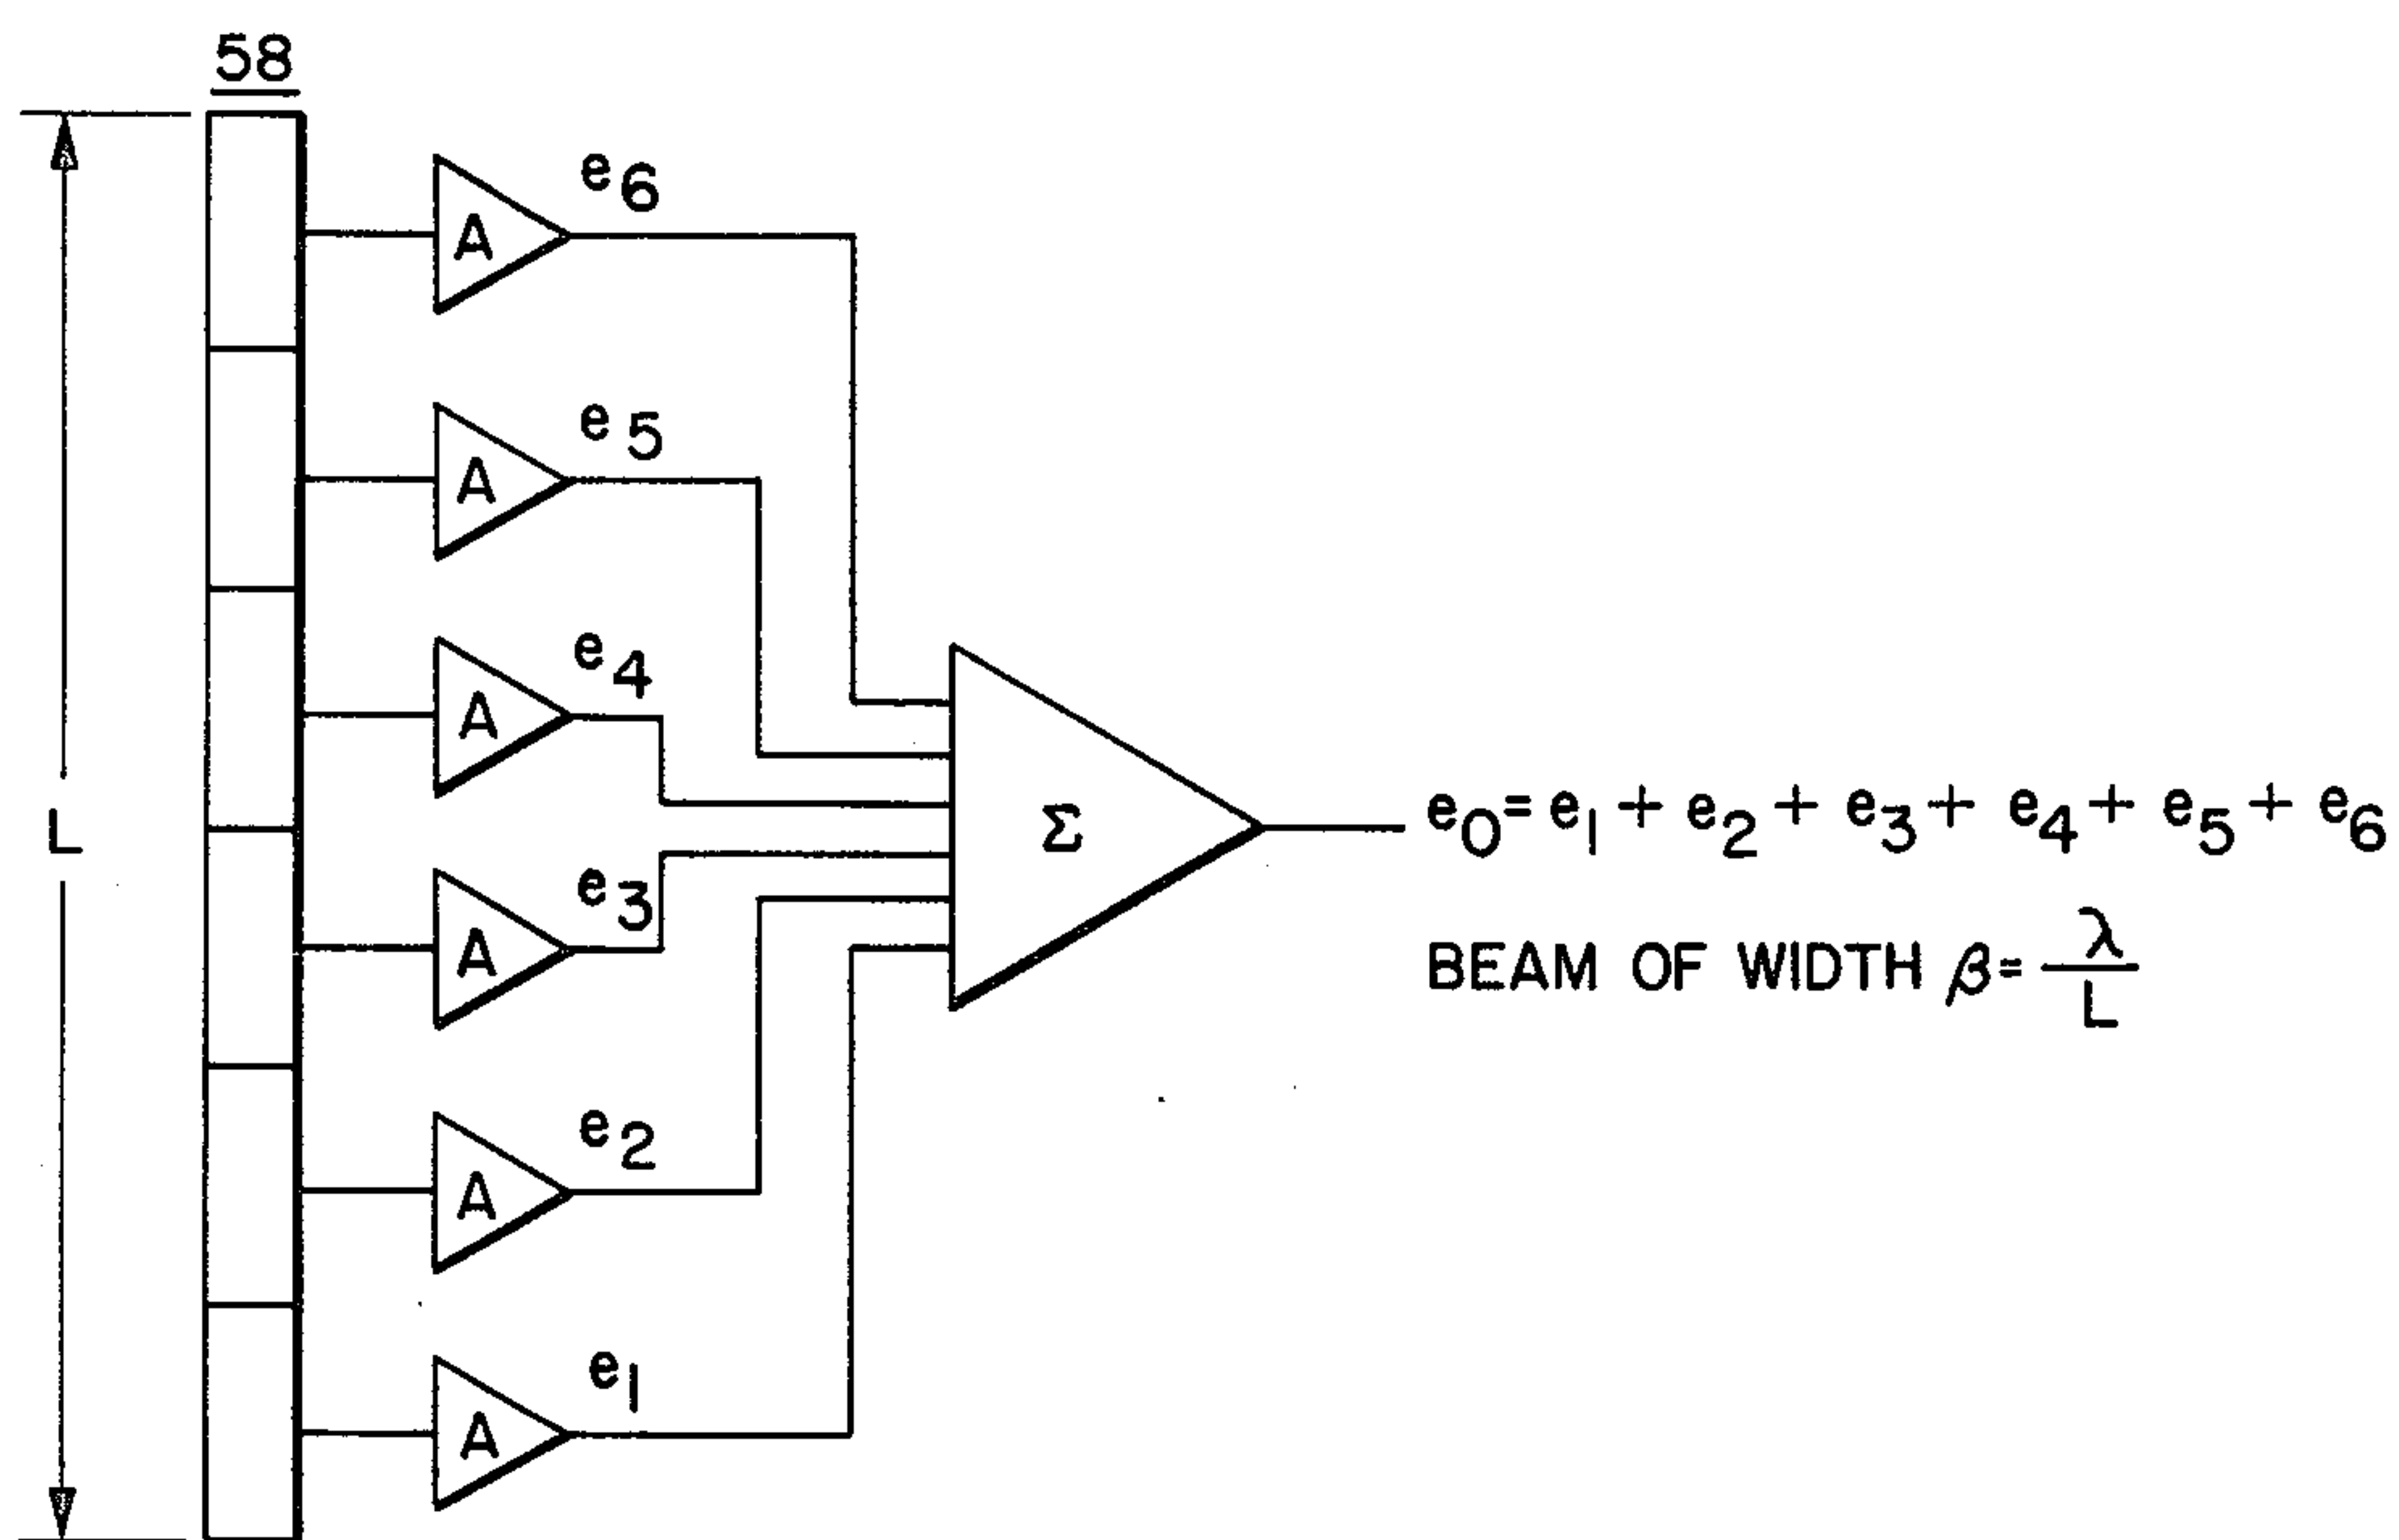 58
A
e6
A
e5
A
e4
L
Σ
e0 = e1 + e2 + e3 + e4 + e5 + e6
A
e3
BEAM OF WIDTH β = λ/L
A
e2
A
e1